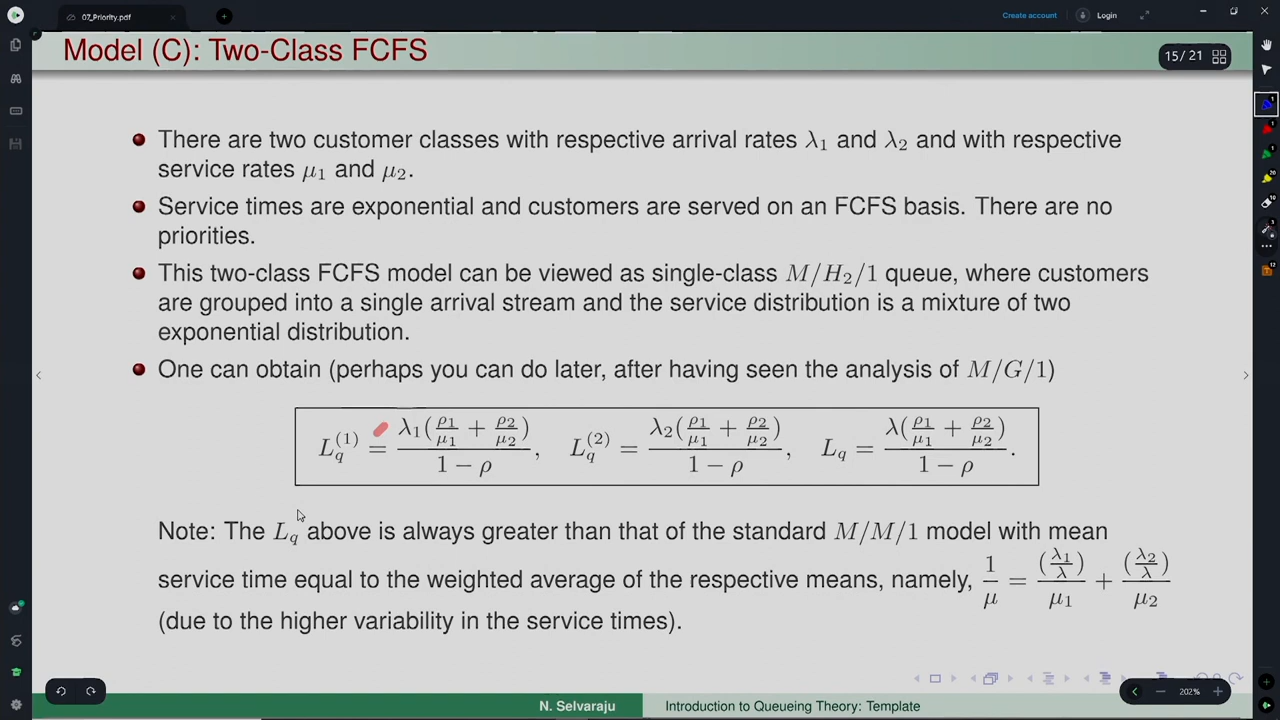 07_Priority.pdf
Create account
Login
Model (C): Two-Class FCFS
15/ 21
There are two customer classes with respective arrival rates λ₁ and λ₂ and with respective
service rates μ₁ and μ₂.
Service times are exponential and customers are served on an FCFS basis. There are no
priorities.
This two-class FCFS model can be viewed as single-class M/H₂/1 queue, where customers
are grouped into a single arrival stream and the service distribution is a mixture of two
exponential distribution.
One can obtain (perhaps you can do later, after having seen the analysis of M/G/1)
L_q^(1) = λ₁(ρ₁/μ₁ + ρ₂/μ₂) / (1 − ρ), L_q^(2) = λ₂(ρ₁/μ₁ + ρ₂/μ₂) / (1 − ρ), L_q = λ(ρ₁/μ₁ + ρ₂/μ₂) / (1 − ρ).
Note: The L_q above is always greater than that of the standard M/M/1 model with mean
service time equal to the weighted average of the respective means, namely, 1/μ = (λ₁/λ)/μ₁ + (λ₂/λ)/μ₂
(due to the higher variability in the service times).
202%
N. Selvaraju
Introduction to Queueing Theory: Template